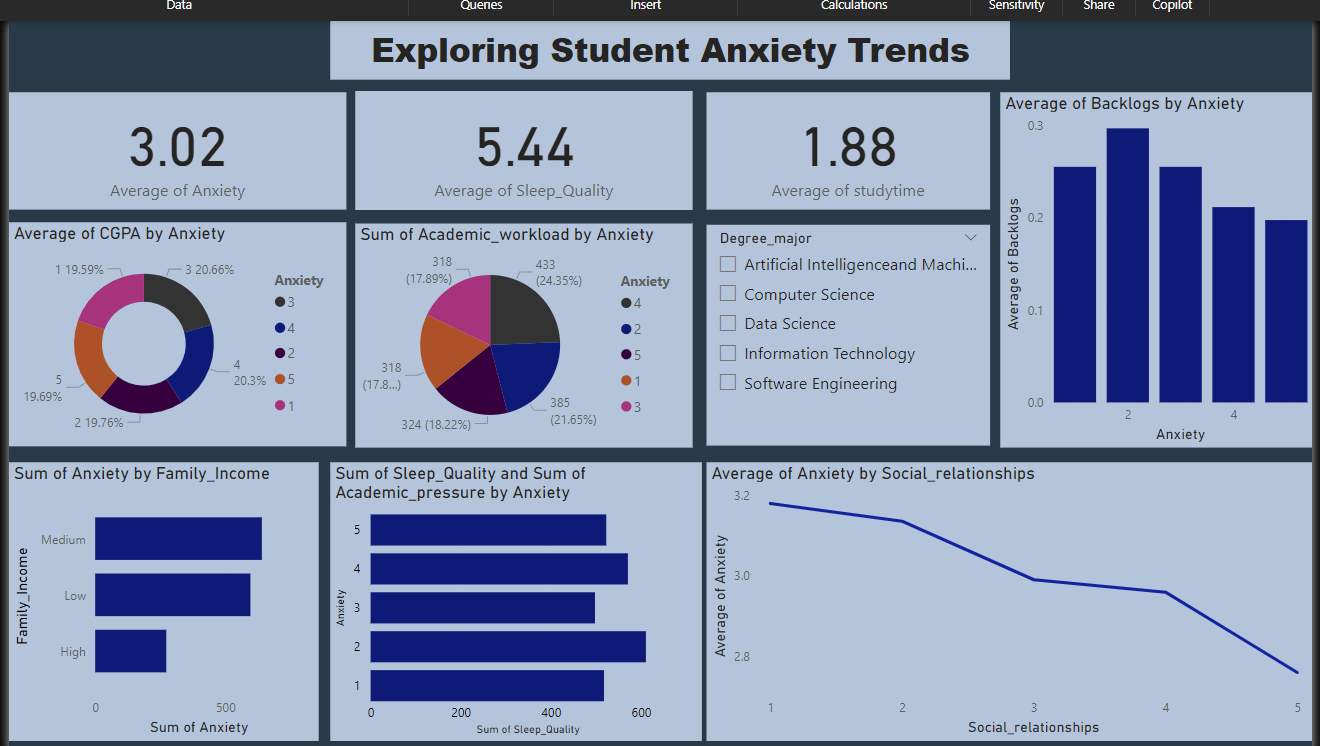 Data Queries Insert Calculations Sensitivity Share Copilot
Exploring Student Anxiety Trends
3.02
Average of Anxiety
5.44
Average of Sleep_Quality
1.88
Average of studytime
Average of Backlogs by Anxiety
Average of Backlogs
0.3
0.2
0.1
0.0
2 4
Anxiety
Average of CGPA by Anxiety
1 19.59%
3 20.66%
4
20.3%
5
19.69%
2 19.76%
Anxiety
3
4
2
5
1
Sum of Academic_workload by Anxiety
318
(17.89%)
433
(24.35%)
318
(17.8...)
385
(21.65%)
324 (18.22%)
Anxiety
4
2
5
1
3
Degree_major
Artificial Intelligenceand Machi...
Computer Science
Data Science
Information Technology
Software Engineering
Sum of Anxiety by Family_Income
Family_Income
Medium
Low
High
0 500
Sum of Anxiety
Sum of Sleep_Quality and Sum of
Academic_pressure by Anxiety
Anxiety
5
4
3
2
1
0 200 400 600
Sum of Sleep_Quality
Average of Anxiety by Social_relationships
Average of Anxiety
3.2
3.0
2.8
1 2 3 4 5
Social_relationships